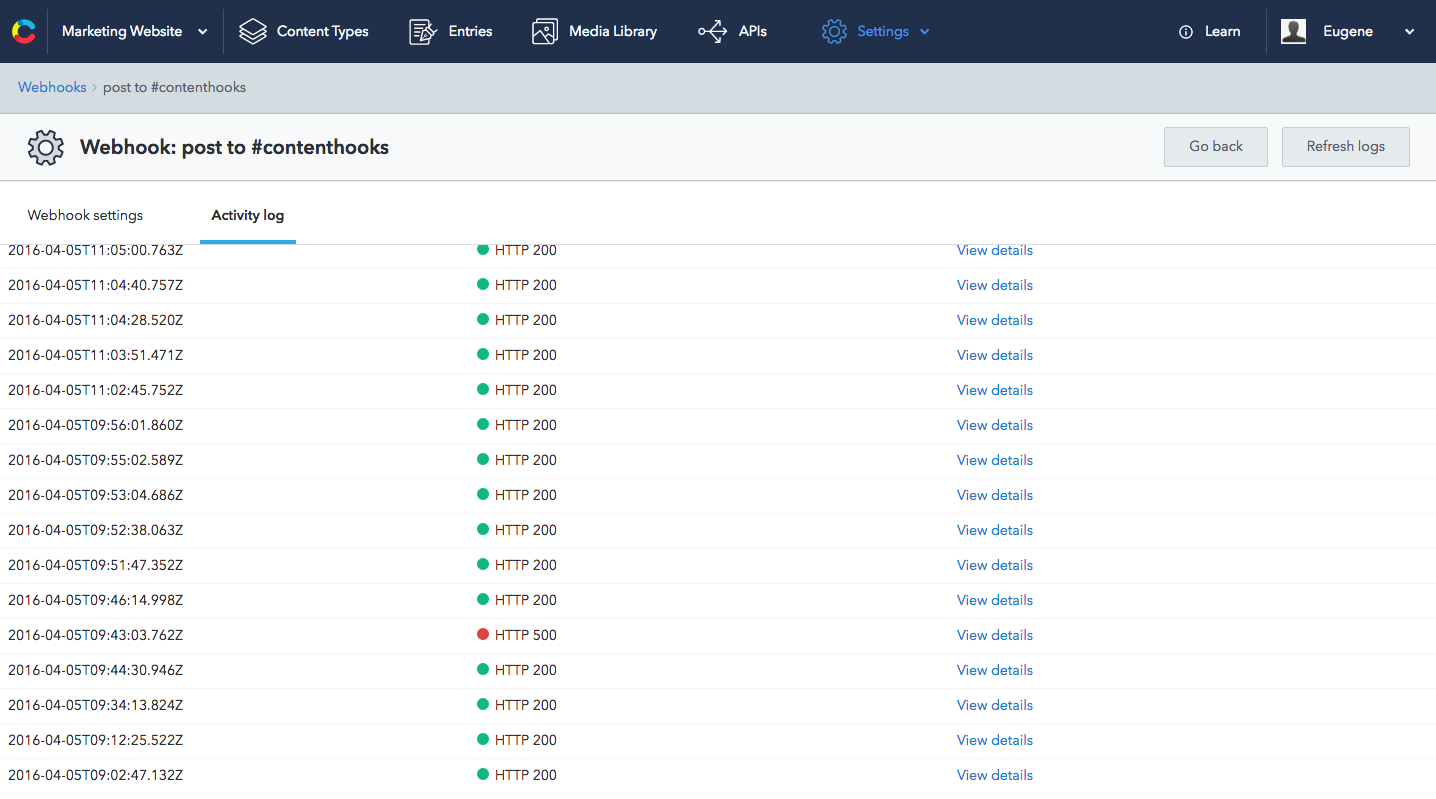 Marketing Website Content Types Entries Media Library APIs Settings Learn Eugene
Webhooks > post to #contenthooks
Webhook: post to #contenthooks Go back Refresh logs
Webhook settings Activity log
2016-04-05T11:05:00.763Z HTTP 200 View details
2016-04-05T11:04:40.757Z HTTP 200 View details
2016-04-05T11:04:28.520Z HTTP 200 View details
2016-04-05T11:03:51.471Z HTTP 200 View details
2016-04-05T11:02:45.752Z HTTP 200 View details
2016-04-05T09:56:01.860Z HTTP 200 View details
2016-04-05T09:55:02.589Z HTTP 200 View details
2016-04-05T09:53:04.686Z HTTP 200 View details
2016-04-05T09:52:38.063Z HTTP 200 View details
2016-04-05T09:51:47.352Z HTTP 200 View details
2016-04-05T09:46:14.998Z HTTP 200 View details
2016-04-05T09:43:03.762Z HTTP 500 View details
2016-04-05T09:44:30.946Z HTTP 200 View details
2016-04-05T09:34:13.824Z HTTP 200 View details
2016-04-05T09:12:25.522Z HTTP 200 View details
2016-04-05T09:02:47.132Z HTTP 200 View details